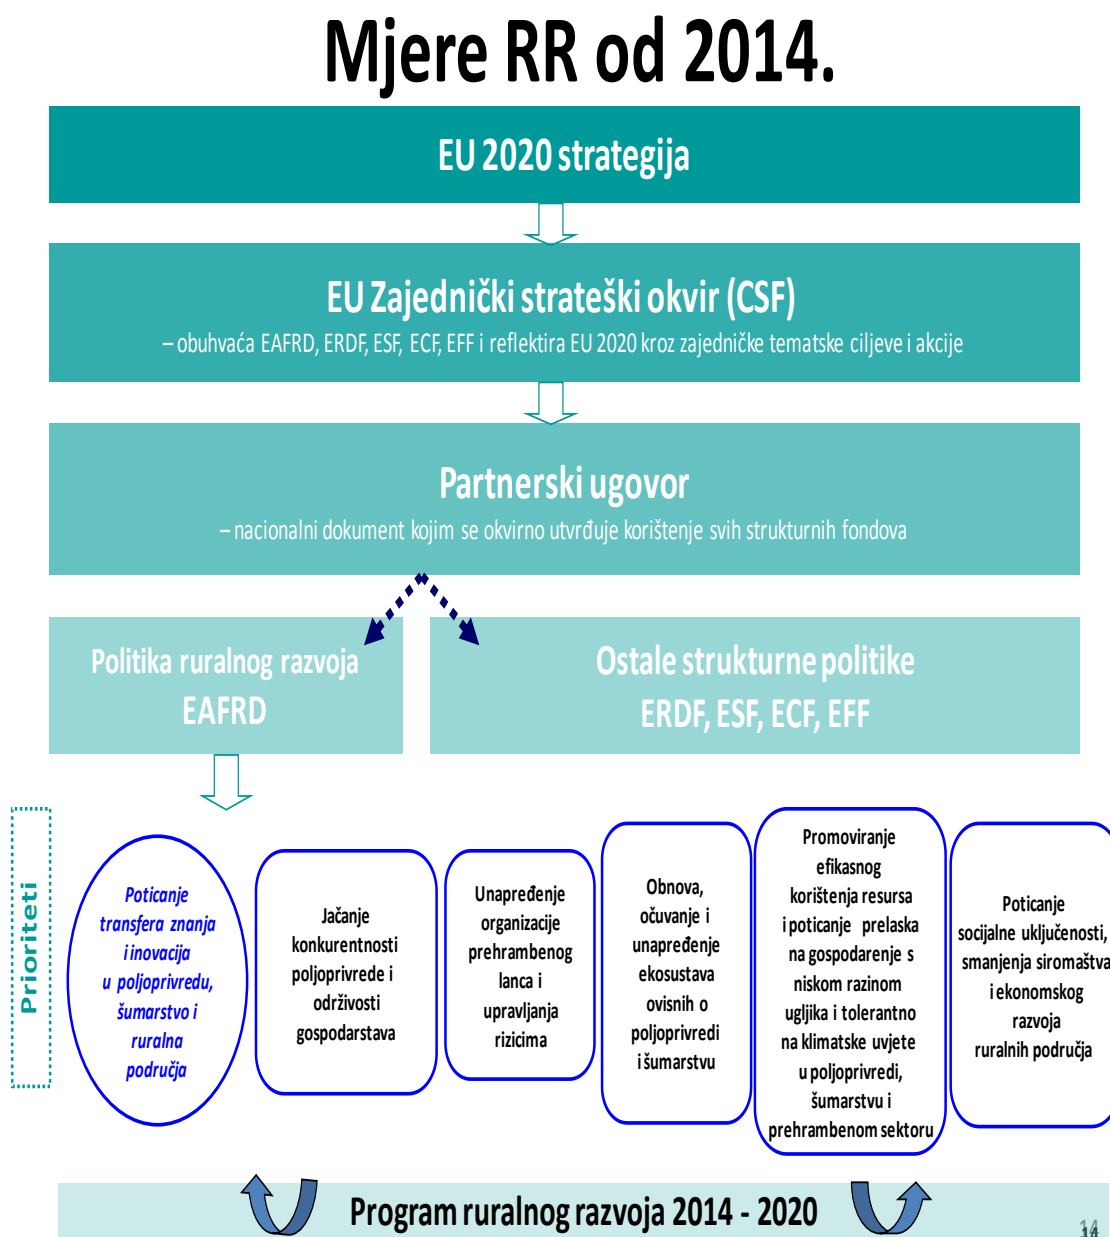 Mjere RR od 2014.
EU 2020 strategija
EU Zajednički strateški okvir (CSF)
– obuhvaća EAFRD, ERDF, ESF, ECF, EFF i reflektira EU 2020 kroz zajedničke tematske ciljeve i akcije
Partnerski ugovor
– nacionalni dokument kojim se okvirno utvrđuje korištenje svih strukturnih fondova
Politika ruralnog razvoja
EAFRD
Ostale strukturne politike
ERDF, ESF, ECF, EFF
Prioriteti
Poticanje
transfera znanja
i inovacija
u poljoprivredu,
šumarstvo i
ruralna
područja
Jačanje
konkurentnosti
poljoprivrede i
održivosti
gospodarstava
Unapređenje
organizacije
prehrambenog
lanca i
upravljanja
rizicima
Obnova,
očuvanje i
unapređenje
ekosustava
ovisnih o
poljoprivredi
i šumarstvu
Promoviranje
efikasnog
korištenja resursa
i poticanje prelaska
na gospodarenje s
niskom razinom
ugljika i tolerantno
na klimatske uvjete
u poljoprivredi,
šumarstvu i
prehrambenom sektoru
Poticanje
socijalne uključenosti,
smanjenja siromaštva
i ekonomskog
razvoja
ruralnih područja
Program ruralnog razvoja 2014 - 2020
14
14